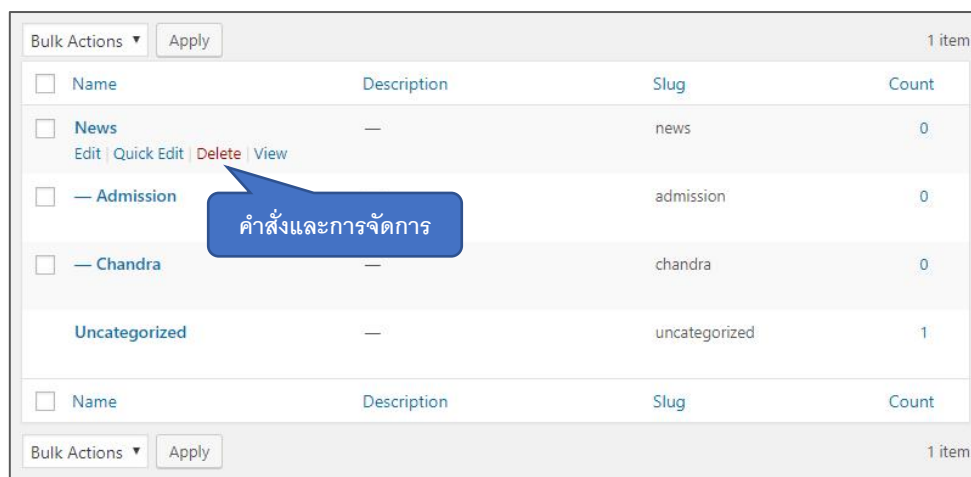 Bulk Actions ▼ Apply 1 item
Name Description Slug Count
News — news 0
Edit | Quick Edit | Delete | View
— Admission admission 0
คำสั่งและการจัดการ
— Chandra — chandra 0
Uncategorized — uncategorized 1
Name Description Slug Count
Bulk Actions ▼ Apply 1 item